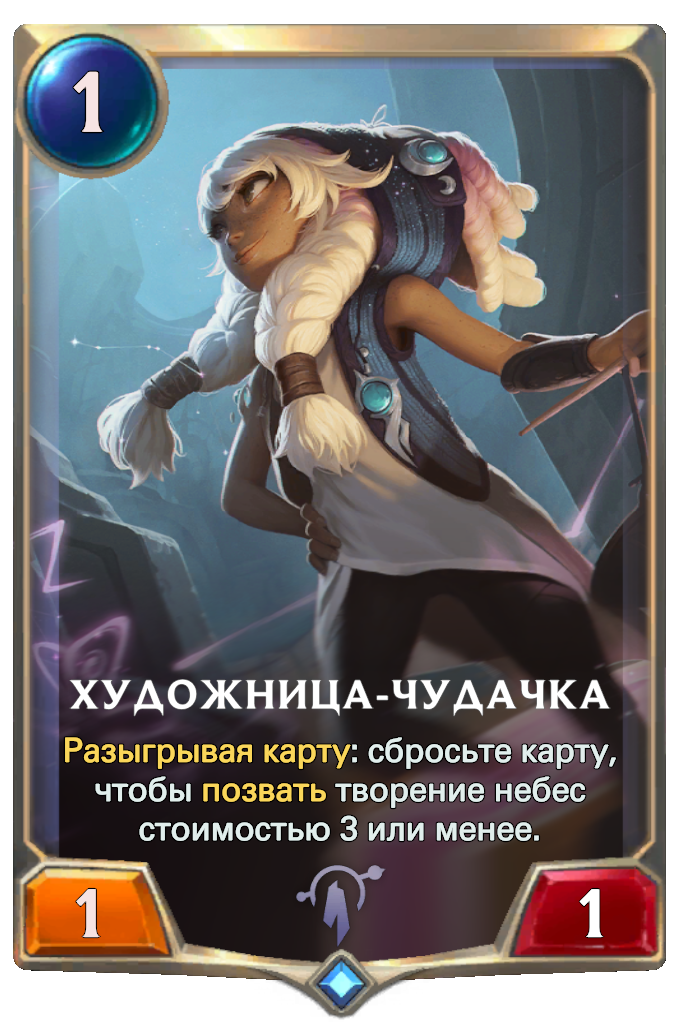 1
ХУДОЖНИЦА-ЧУДАЧКА
Разыгрывая карту: сбросьте карту,
чтобы позвать творение небес
стоимостью 3 или менее.
1
1